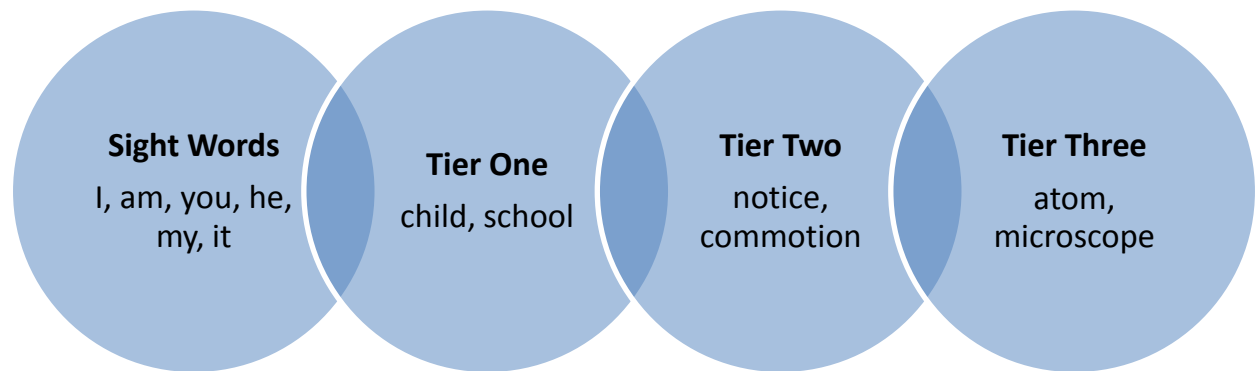 Sight Words
I, am, you, he,
my, it
Tier One
child, school
Tier Two
notice,
commotion
Tier Three
atom,
microscope